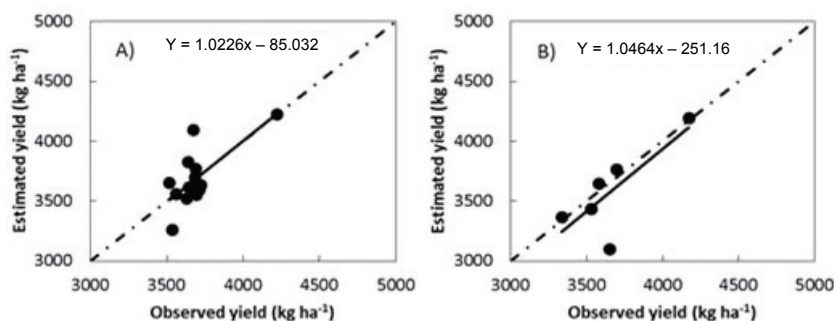 A)
Y = 1.0226x – 85.032
Estimated yield (kg ha⁻¹)
5000
4500
4000
3500
3000
3000 3500 4000 4500 5000
Observed yield (kg ha⁻¹)
B)
Y = 1.0464x – 251.16
Estimated yield (kg ha⁻¹)
5000
4500
4000
3500
3000
3000 3500 4000 4500 5000
Observed yield (kg ha⁻¹)